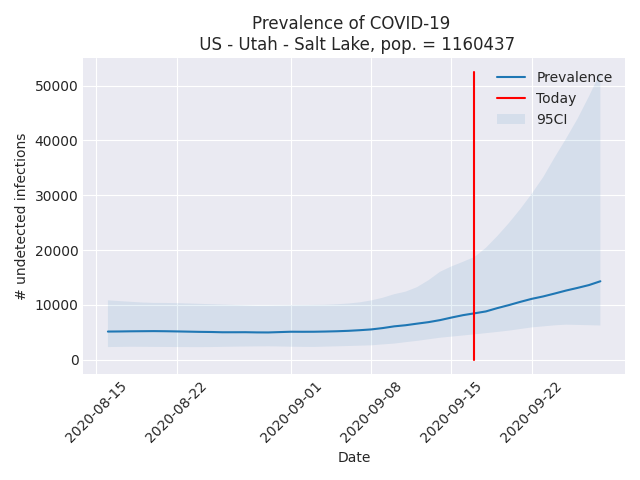 Prevalence of COVID-19
US - Utah - Salt Lake, pop. = 1160437
Prevalence
Today
95CI
# undetected infections
50000
40000
30000
20000
10000
0
2020-08-15
2020-08-22
2020-09-01
2020-09-08
2020-09-15
2020-09-22
Date